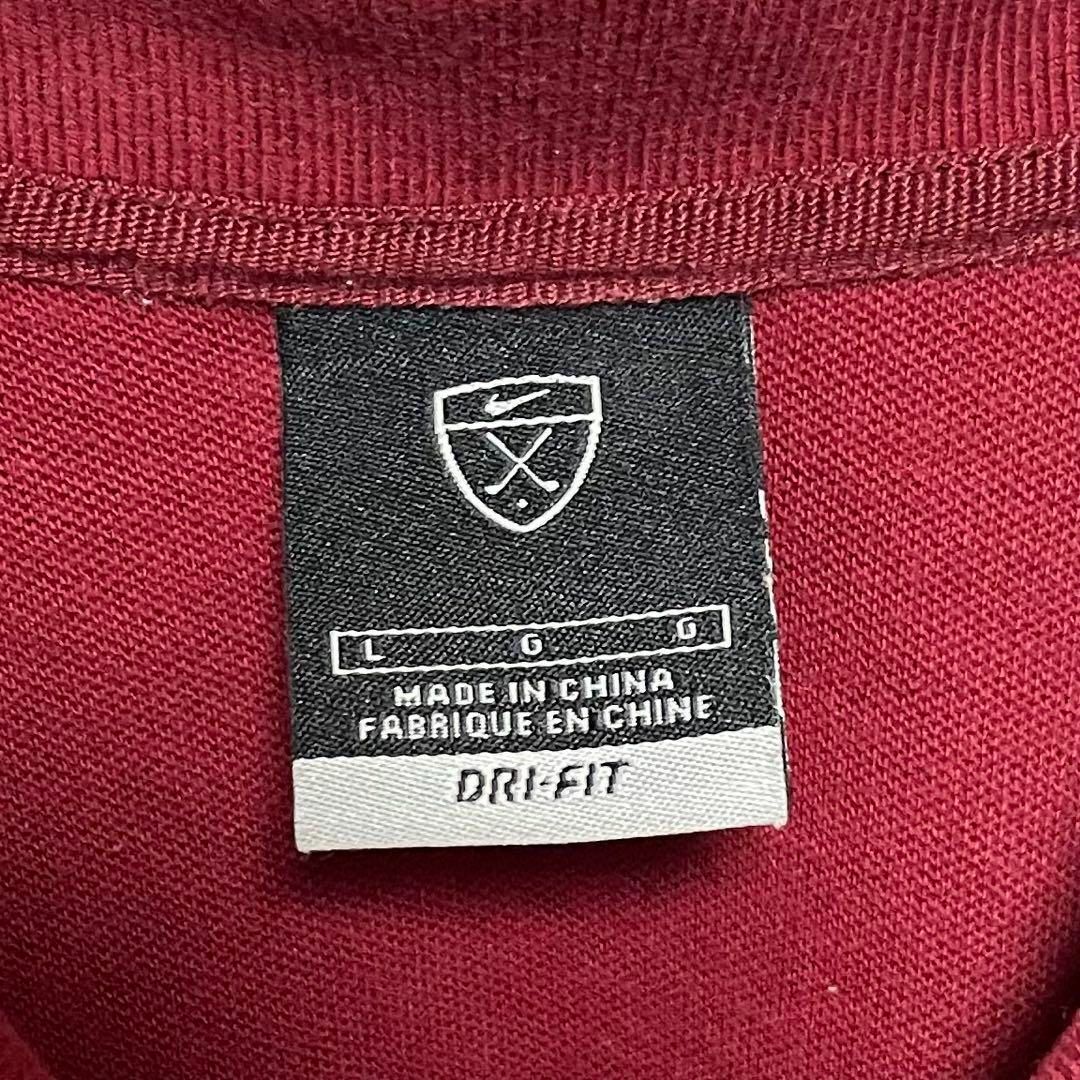 L G G
MADE IN CHINA
FABRIQUE EN CHINE
DRI-FIT